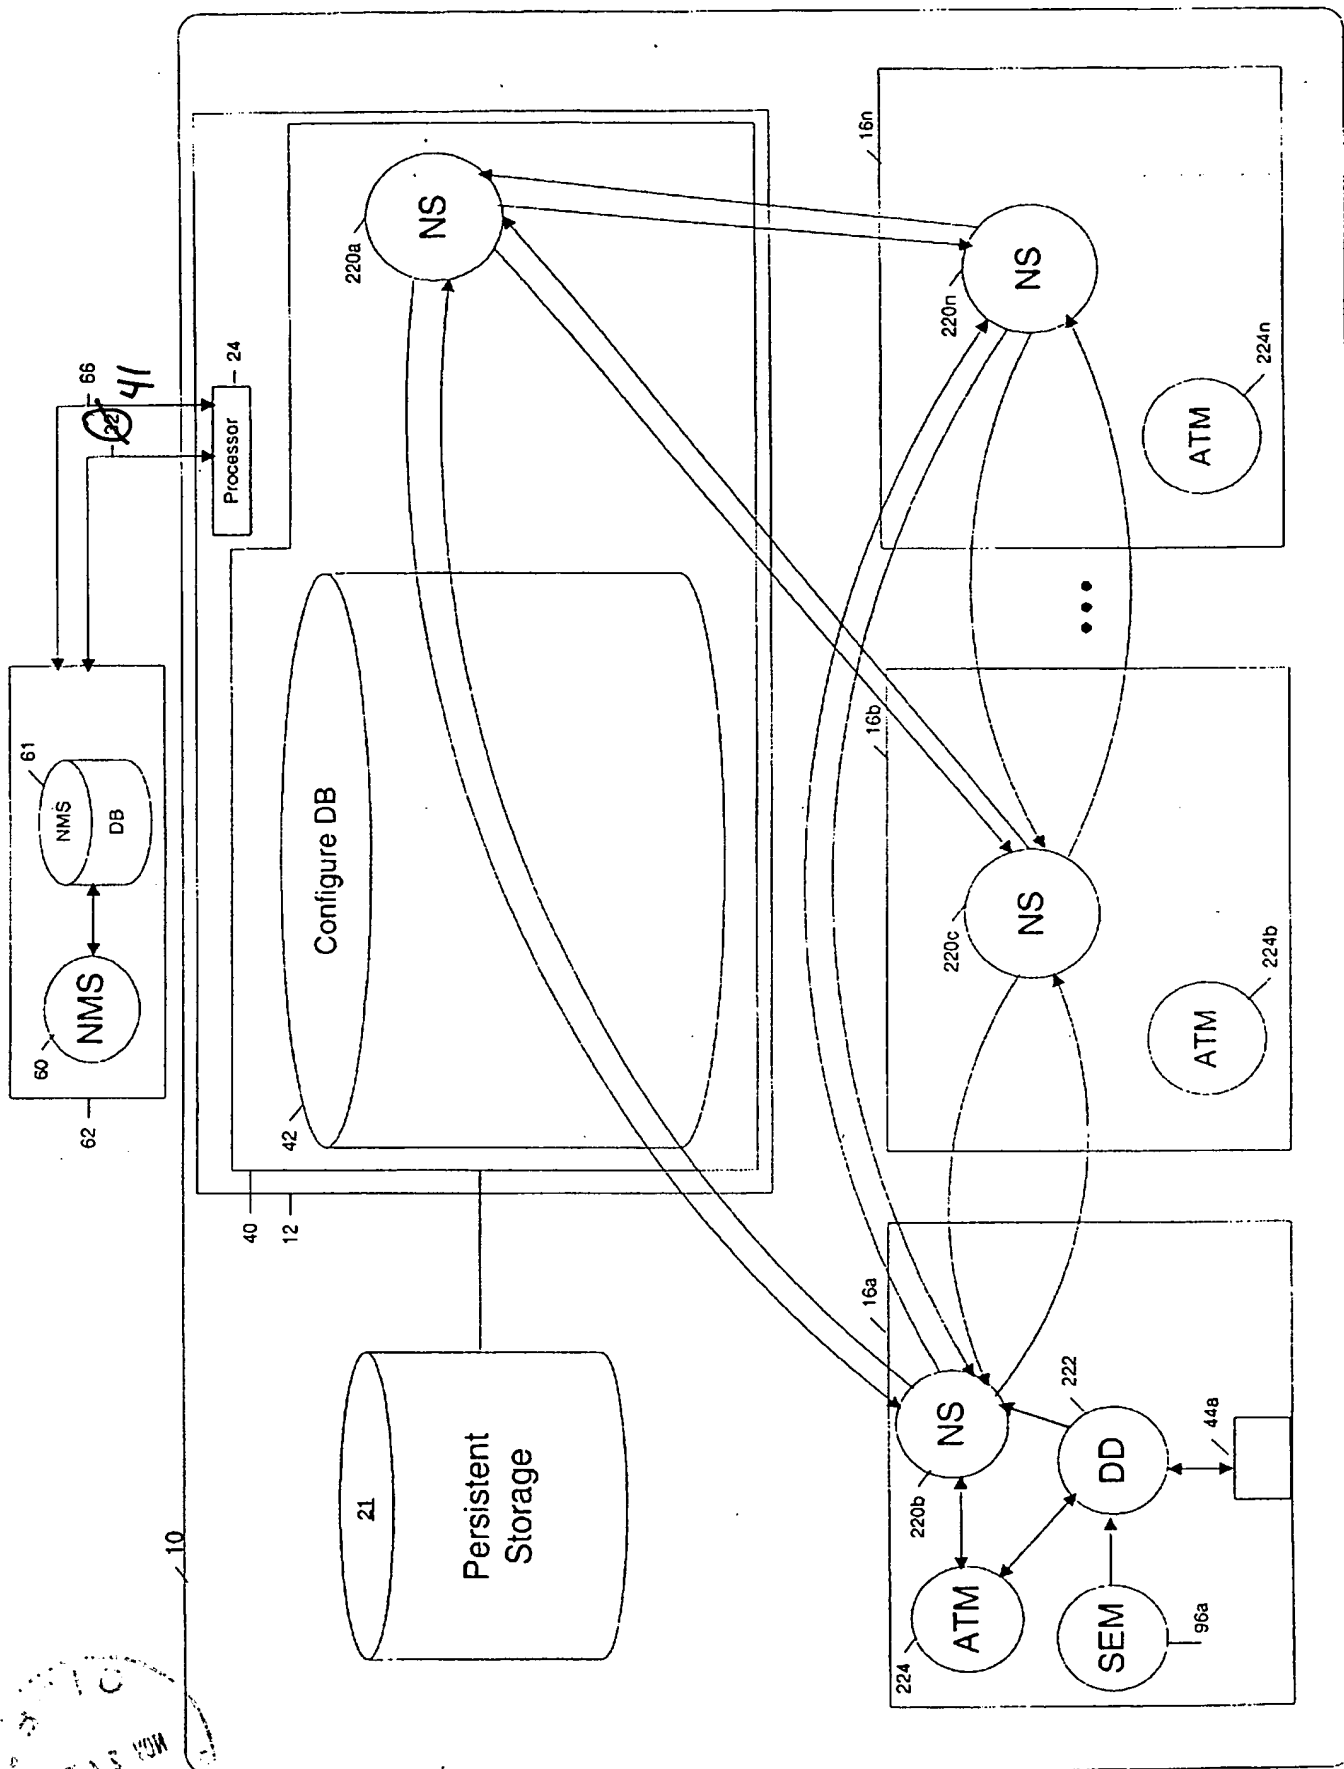 62
60
NMS
61
NMS
DB
66
32
41
10
40
12
24
Processor
42
Configure DB
220a
NS
21
Persistent
Storage
16a
220b
NS
224
ATM
222
DD
SEM
96a
44a
16b
220c
NS
224b
ATM
16n
220n
NS
224n
ATM
•••